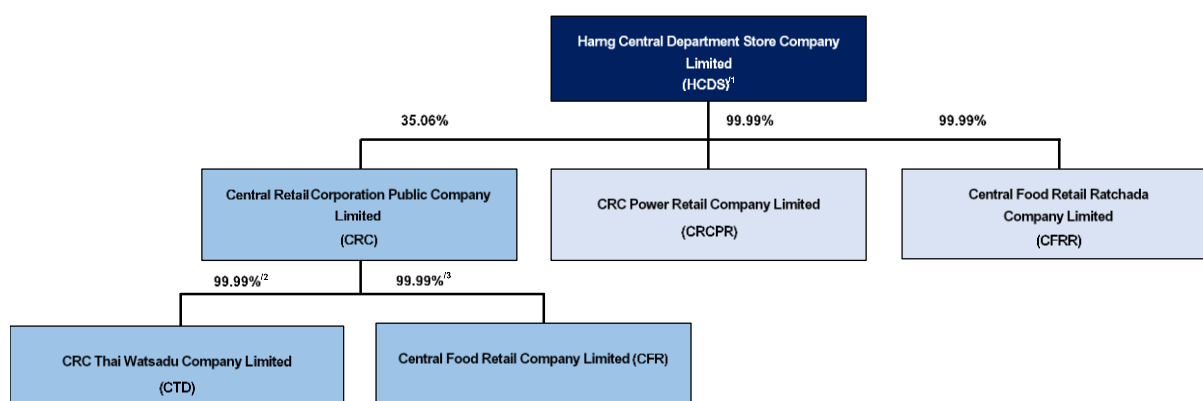 Harng Central Department Store Company
Limited
(HCDS)/1
35.06%
99.99%
99.99%
Central Retail Corporation Public Company
Limited
(CRC)
CRC Power Retail Company Limited
(CRCPR)
Central Food Retail Ratchada
Company Limited
(CFRR)
99.99%/2
99.99%/3
CRC Thai Watsadu Company Limited
(CTD)
Central Food Retail Company Limited (CFR)